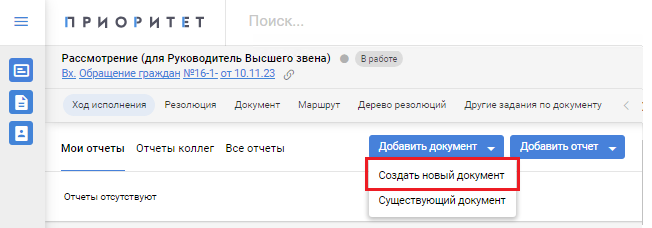 ПРИОРИТЕТ
Поиск...
Рассмотрение (для Руководитель Высшего звена)
В работе
Вх. Обращение граждан №16-1- от 10.11.23
Ход исполнения Резолюция Документ Маршрут Дерево резолюций Другие задания по документу
Мои отчеты Отчеты коллег Все отчеты Добавить документ Добавить отчет
Создать новый документ
Отчеты отсутствуют
Существующий документ